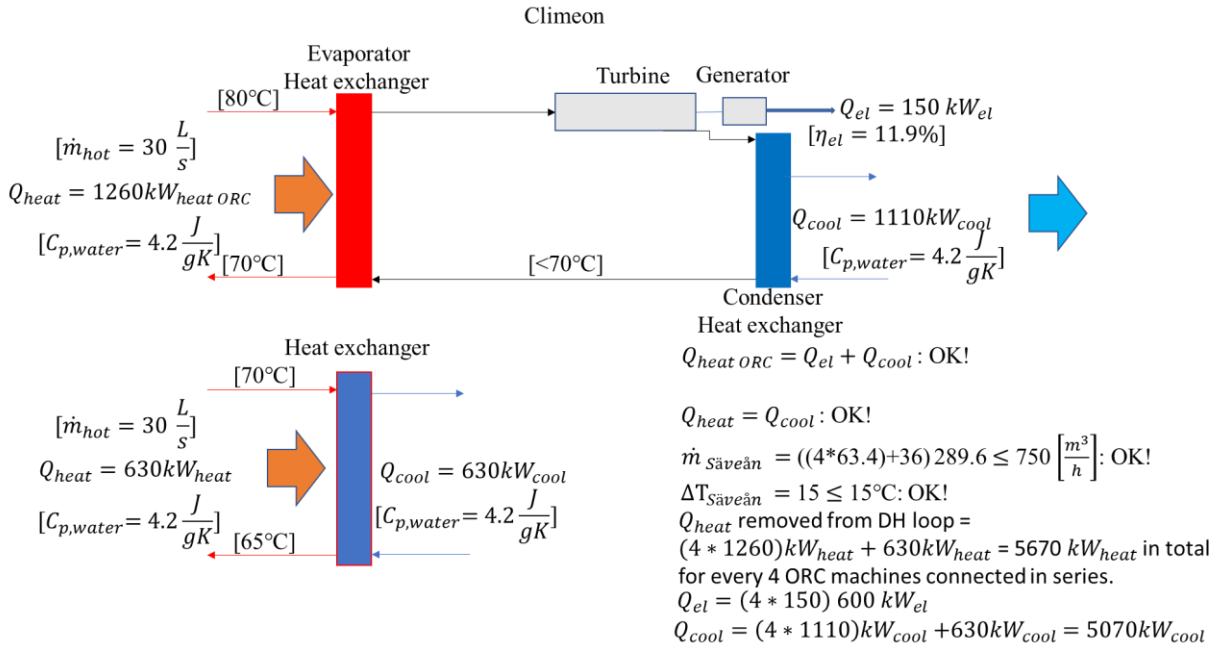 Climeon
Evaporator
Heat exchanger
Turbine
Generator
[80℃]
Q_el = 150 kW_el
[η_el = 11.9%]
[ṁ_hot = 30 L/s]
Q_heat = 1260kW_heat ORC
[C_p,water = 4.2 J/gK]
[70℃]
[<70℃]
Q_cool = 1110kW_cool
[C_p,water = 4.2 J/gK]
Condenser
Heat exchanger
Heat exchanger
[70℃]
[ṁ_hot = 30 L/s]
Q_heat = 630kW_heat
[C_p,water = 4.2 J/gK]
[65℃]
Q_cool = 630kW_cool
[C_p,water = 4.2 J/gK]
Q_heat ORC = Q_el + Q_cool : OK!
Q_heat = Q_cool : OK!
ṁ_Säveån = ((4*63.4)+36) 289.6 ≤ 750 [m³/h]: OK!
ΔT_Säveån = 15 ≤ 15℃: OK!
Q_heat removed from DH loop =
(4 * 1260)kW_heat + 630kW_heat = 5670 kW_heat in total
for every 4 ORC machines connected in series.
Q_el = (4 * 150) 600 kW_el
Q_cool = (4 * 1110)kW_cool +630kW_cool = 5070kW_cool